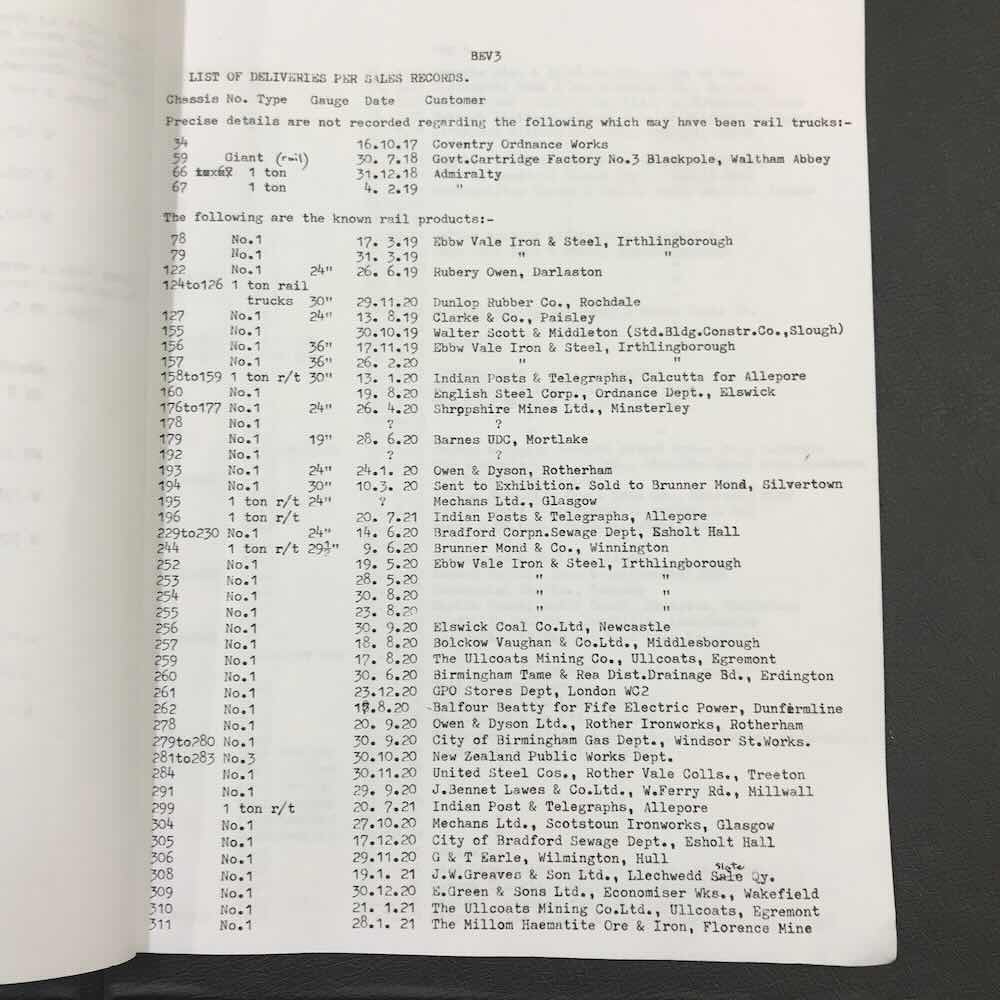 BEV3
LIST OF DELIVERIES PER SALES RECORDS.
Chassis No. Type Gauge Date Customer
Precise details are not recorded regarding the following which may have been rail trucks:-
34 16.10.17 Coventry Ordnance Works
59 Giant (rail) 30. 7.18 Govt.Cartridge Factory No.3 Blackpole, Waltham Abbey
66 1 ton 31.12.18 Admiralty
67 1 ton 4. 2.19 "
The following are the known rail products:-
78 No.1 17. 3.19 Ebbw Vale Iron & Steel, Irthlingborough
79 No.1 31. 3.19 " "
122 No.1 24" 26. 6.19 Rubery Owen, Darlaston
124to126 1 ton rail
trucks 30" 29.11.20 Dunlop Rubber Co., Rochdale
127 No.1 24" 13. 8.19 Clarke & Co., Paisley
155 No.1 30.10.19 Walter Scott & Middleton (Std.Bldg.Constr.Co.,Slough)
156 No.1 36" 17.11.19 Ebbw Vale Iron & Steel, Irthlingborough
157 No.1 36" 26. 2.20 " "
158to159 1 ton r/t 30" 13. 1.20 Indian Posts & Telegraphs, Calcutta for Allepore
160 No.1 19. 8.20 English Steel Corp., Ordnance Dept., Elswick
176to177 No.1 24" 26. 4.20 Shropshire Mines Ltd., Minsterley
178 No.1 ? ?
179 No.1 19" 28. 6.20 Barnes UDC, Mortlake
192 No.1 ? ?
193 No.1 24" 24.1. 20 Owen & Dyson, Rotherham
194 No.1 30" 10.3. 20 Sent to Exhibition. Sold to Brunner Mond, Silvertown
195 1 ton r/t 24" ? Mechans Ltd., Glasgow
196 1 ton r/t 20. 7.21 Indian Posts & Telegraphs, Allepore
229to230 No.1 24" 14. 6.20 Bradford Corpn.Sewage Dept, Esholt Hall
244 1 ton r/t 29½" 9. 6.20 Brunner Mond & Co., Winnington
252 No.1 19. 5.20 Ebbw Vale Iron & Steel, Irthlingborough
253 No.1 28. 5.20 " "
254 No.1 30. 8.20 " "
255 No.1 23. 8.20 " "
256 No.1 30. 9.20 Elswick Coal Co.Ltd, Newcastle
257 No.1 18. 8.20 Bolckow Vaughan & Co.Ltd., Middlesborough
259 No.1 17. 8.20 The Ullcoats Mining Co., Ullcoats, Egremont
260 No.1 30. 6.20 Birmingham Tame & Rea Dist.Drainage Bd., Erdington
261 No.1 23.12.20 GPO Stores Dept, London WC2
262 No.1 Balfour Beatty for Fife Electric Power, Dunfermline
278 No.1 20. 9.20 Owen & Dyson Ltd., Rother Ironworks, Rotherham
279to280 No.1 30. 9.20 City of Birmingham Gas Dept., Windsor St.Works.
281to283 No.3 30.10.20 New Zealand Public Works Dept.
284 No.1 30.11.20 United Steel Cos., Rother Vale Colls., Treeton
291 No.1 29. 9.20 J.Bennet Lawes & Co.Ltd., W.Ferry Rd., Millwall
299 1 ton r/t 20. 7.21 Indian Post & Telegraphs, Allepore
304 No.1 27.10.20 Mechans Ltd., Scotstoun Ironworks, Glasgow
305 No.1 17.12.20 City of Bradford Sewage Dept., Esholt Hall
306 No.1 29.11.20 G & T Earle, Wilmington, Hull
308 No.1 19.1. 21 J.W.Greaves & Son Ltd., Llechwedd Slate Qy.
309 No.1 30.12.20 E.Green & Sons Ltd., Economiser Wks., Wakefield
310 No.1 21. 1.21 The Ullcoats Mining Co.Ltd., Ullcoats, Egremont
311 No.1 28.1. 21 The Millom Haematite Ore & Iron, Florence Mine